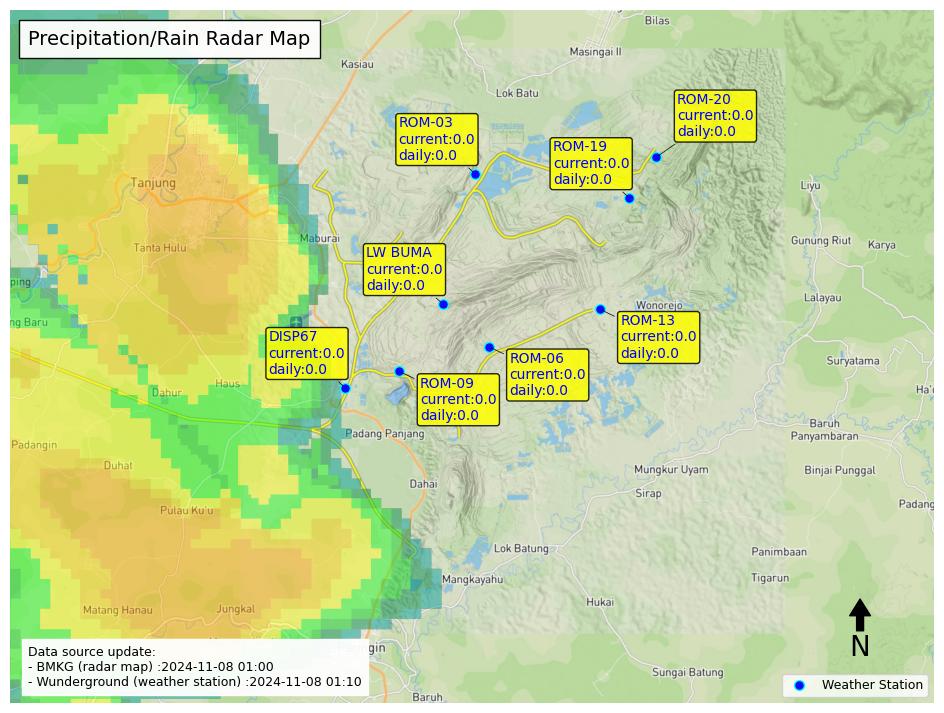 Precipitation/Rain Radar Map
Bilas
Masingai II
Kasiau
Lok Batu
ROM-20
current:0.0
daily:0.0
ROM-03
current:0.0
daily:0.0
ROM-19
current:0.0
daily:0.0
Tanjung
Liyu
Maburai
Tanta Hulu
Gunung Riut
Karya
LW BUMA
current:0.0
daily:0.0
ping
Lalayau
Wonorejo
ng Baru
ROM-13
current:0.0
daily:0.0
DISP67
current:0.0
daily:0.0
ROM-06
current:0.0
daily:0.0
Suryatama
Haus
Dahur
ROM-09
current:0.0
daily:0.0
Ha'o
Baruh
Panyambaran
Padang Panjang
Padangin
Duhat
Mungkur Uyam
Binjai Punggal
Dahai
Sirap
Padang
Pulau Ku'u
Lok Batung
Panimbaan
Mangkayahu
Tigarun
Hukai
Matang Hanau
Jungkal
N
Data source update:
- BMKG (radar map) :2024-11-08 01:00
- Wunderground (weather station) :2024-11-08 01:10
Sungai Batung
Weather Station
Baruh